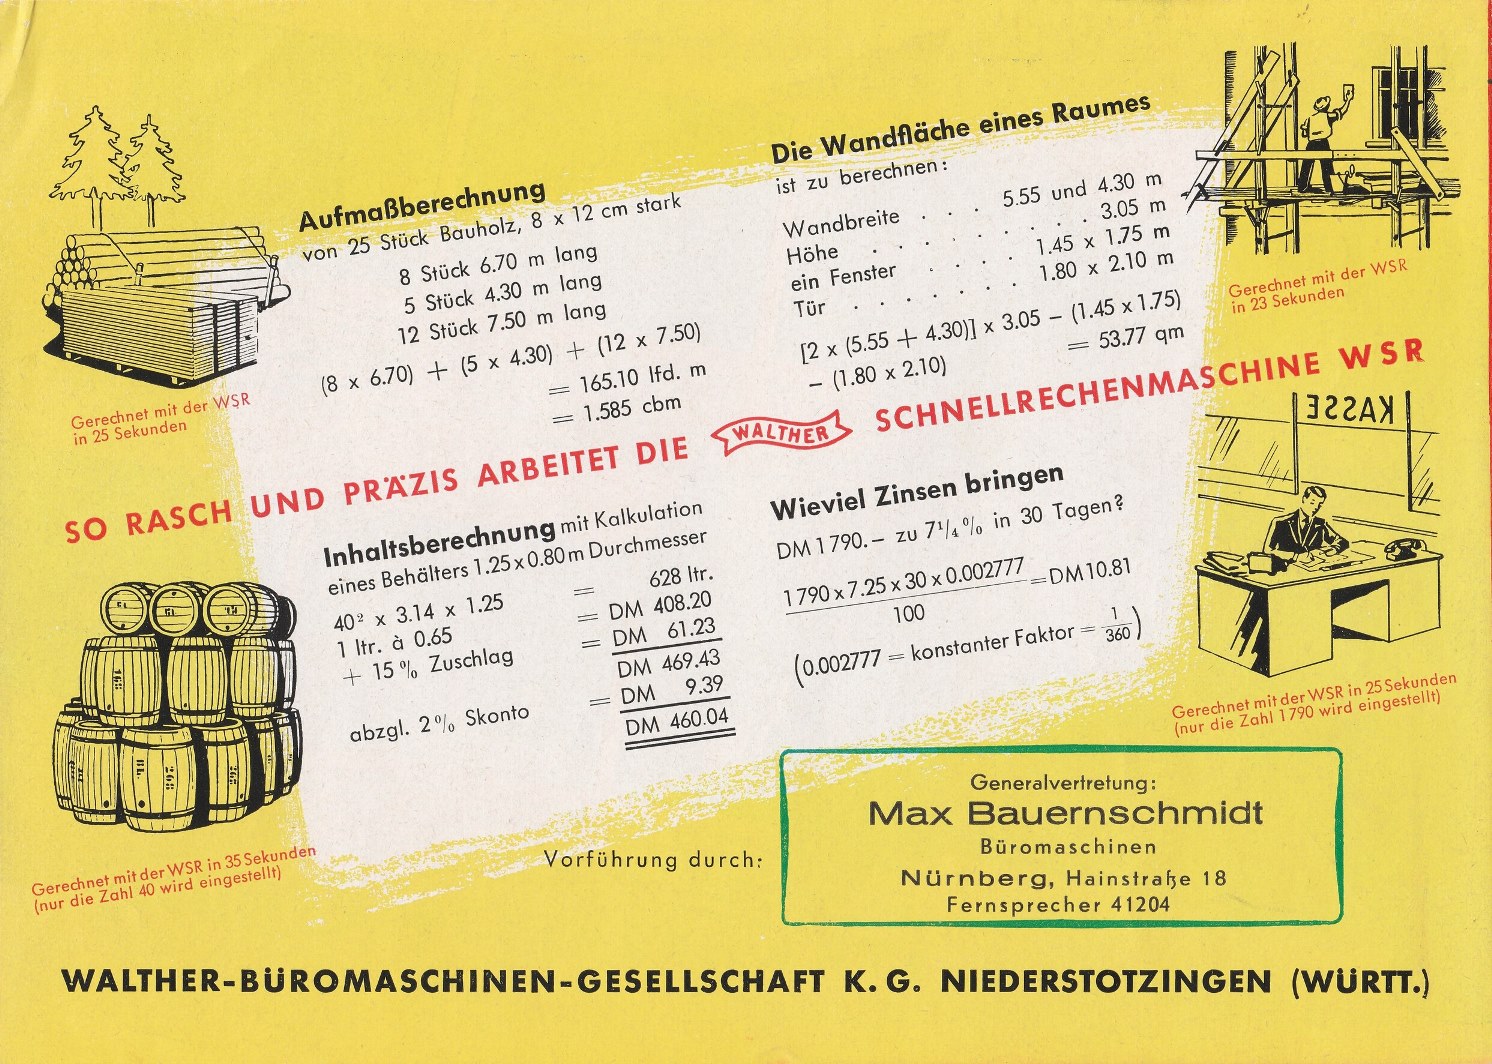 Aufmaßberechnung
von 25 Stück Bauholz, 8 x 12 cm stark
8 Stück 6.70 m lang
5 Stück 4.30 m lang
12 Stück 7.50 m lang
(8 x 6.70) + (5 x 4.30) + (12 x 7.50)
= 165.10 lfd. m
= 1.585 cbm
Gerechnet mit der WSR
in 25 Sekunden
Die Wandfläche eines Raumes
ist zu berechnen:
Wandbreite . . . 5.55 und 4.30 m
Höhe . . . . . . . . 3.05 m
ein Fenster . . . . 1.45 x 1.75 m
Tür . . . . . . . 1.80 x 2.10 m
[2 x (5.55 + 4.30)] x 3.05 – (1.45 x 1.75)
– (1.80 x 2.10) = 53.77 qm
Gerechnet mit der WSR
in 23 Sekunden
SO RASCH UND PRÄZIS ARBEITET DIE WALTHER SCHNELLRECHENMASCHINE WSR
KASSE
Inhaltsberechnung mit Kalkulation
eines Behälters 1.25 x 0.80 m Durchmesser
40² x 3.14 x 1.25 = 628 ltr.
1 ltr. à 0.65 = DM 408.20
+ 15 % Zuschlag = DM 61.23
DM 469.43
abzgl. 2 % Skonto = DM 9.39
DM 460.04
Gerechnet mit der WSR in 35 Sekunden
(nur die Zahl 40 wird eingestellt)
Wieviel Zinsen bringen
DM 1790.– zu 7¹/₄ % in 30 Tagen?
1790 x 7.25 x 30 x 0.002777 = DM 10.81
100
(0.002777 = konstanter Faktor = 1/360)
Gerechnet mit der WSR in 25 Sekunden
(nur die Zahl 1790 wird eingestellt)
Vorführung durch:
Generalvertretung:
Max Bauernschmidt
Büromaschinen
Nürnberg, Hainstraße 18
Fernsprecher 41204
WALTHER-BÜROMASCHINEN-GESELLSCHAFT K. G. NIEDERSTOTZINGEN (WÜRTT.)